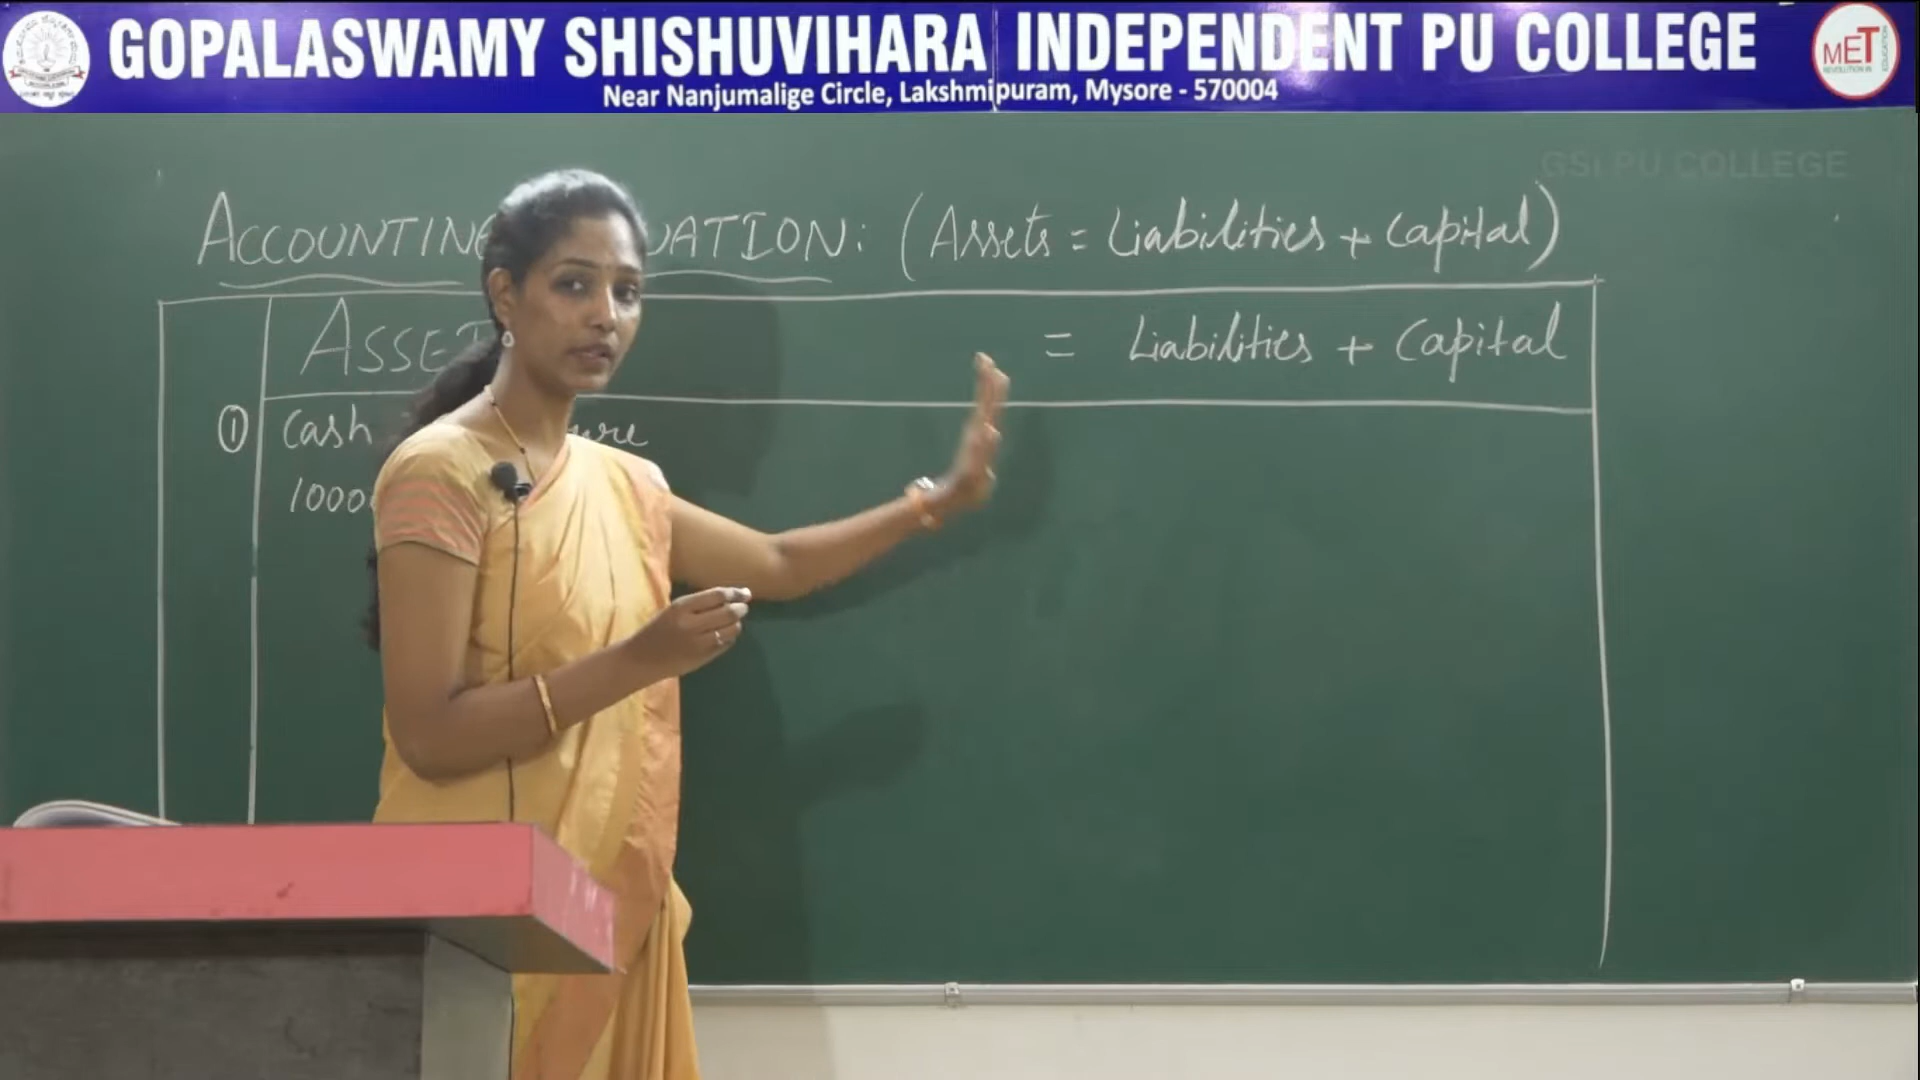 GOPALASWAMY SHISHUVIHARA INDEPENDENT PU COLLEGE
Near Nanjumalige Circle, Lakshmipuram, Mysore - 570004
MET
GSI PU COLLEGE
: (Assets = Liabilities + Capital)
= Liabilities + Capital
① Cash